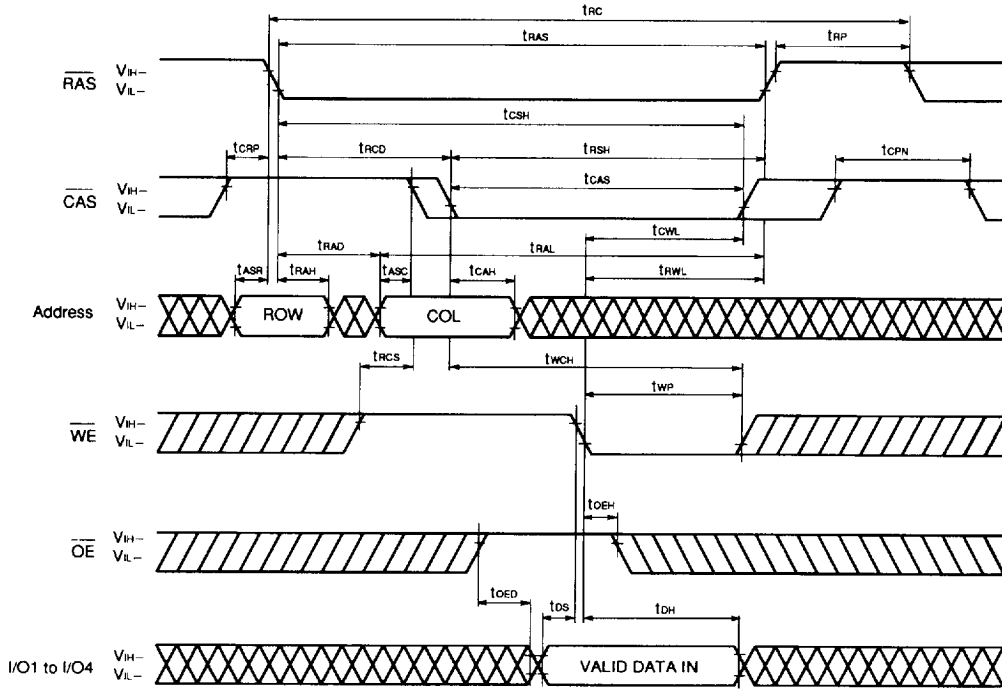 tRC
tRAS
tRP
RAS
VIH–
VIL–
tCSH
tCRP
tRCD
tRSH
tCPN
CAS
VIH–
VIL–
tCAS
tCWL
tRAD
tRAL
tASR
tRAH
tASC
tCAH
tRWL
Address
VIH–
VIL–
ROW
COL
tRCS
tWCH
tWP
WE
VIH–
VIL–
tOEH
OE
VIH–
VIL–
tOED
tDS
tDH
I/O1 to I/O4
VIH–
VIL–
VALID DATA IN